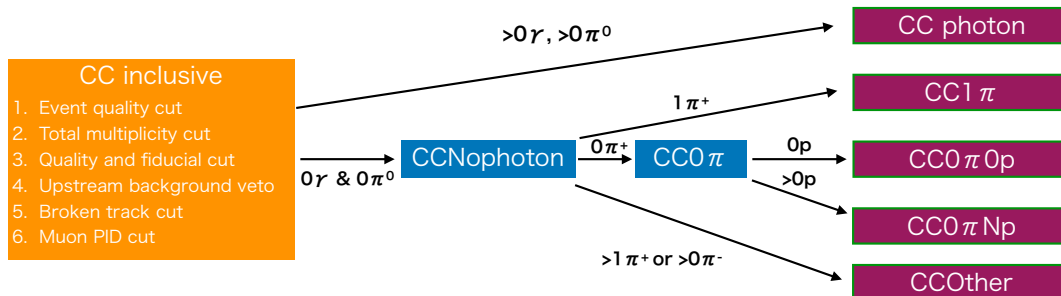 >0γ, >0π⁰
CC photon
CC inclusive
1. Event quality cut
2. Total multiplicity cut
3. Quality and fiducial cut
4. Upstream background veto
5. Broken track cut
6. Muon PID cut
0γ & 0π⁰
CCNophoton
1π⁺
CC1π
0π⁺
CC0π
0p
CC0π0p
>0p
CC0πNp
>1π⁺ or >0π⁻
CCOther